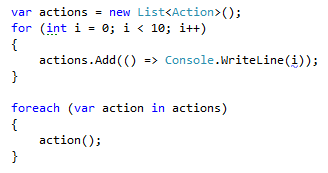 var actions = new List<Action>();
for (int i = 0; i < 10; i++)
{
    actions.Add(() => Console.WriteLine(i));
}

foreach (var action in actions)
{
    action();
}